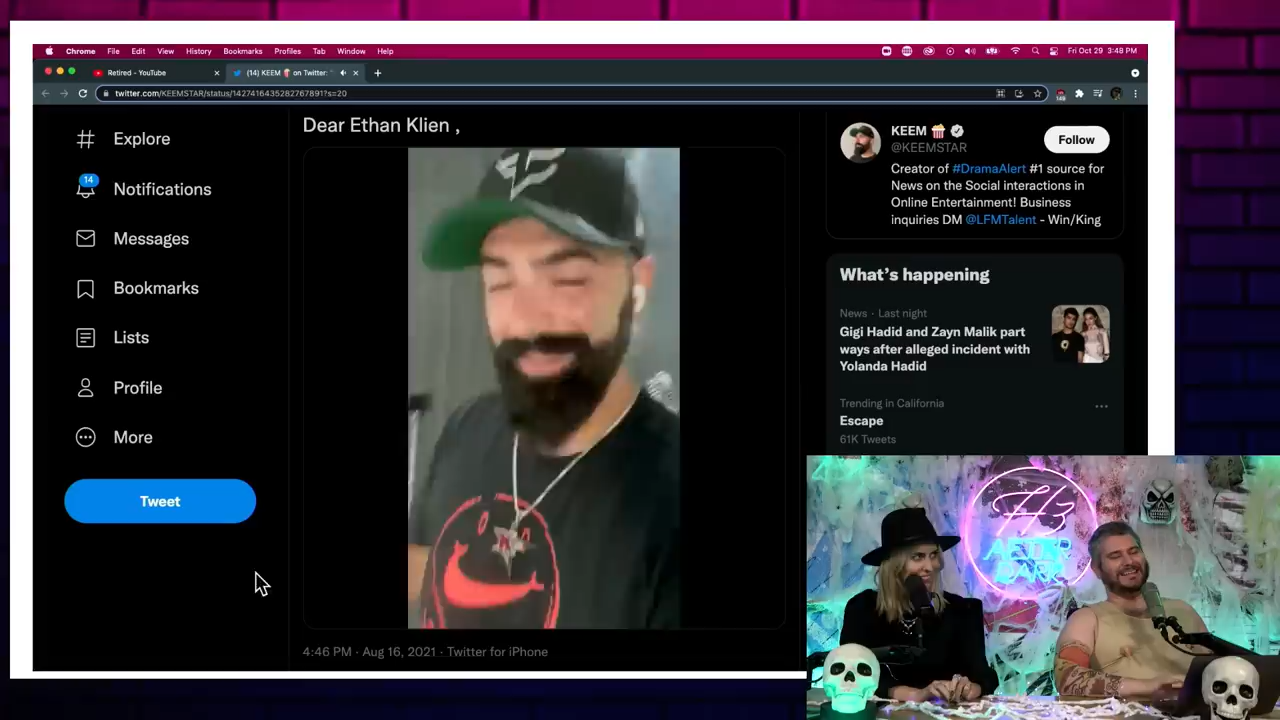 Chrome File Edit View History Bookmarks Profiles Tab Window Help
Fri Oct 29 3:48 PM
Retired - YouTube
(14) KEEM 🍿 on Twitter: "
twitter.com/KEEMSTAR/status/1427416435282767891?s=20
Explore
14
Notifications
Messages
Bookmarks
Lists
Profile
More
Tweet
Dear Ethan Klien ,
4:46 PM · Aug 16, 2021 · Twitter for iPhone
KEEM 🍿
@KEEMSTAR
Follow
Creator of #DramaAlert #1 source for
News on the Social interactions in
Online Entertainment! Business
inquiries DM @LFMTalent - Win/King
What's happening
News · Last night
Gigi Hadid and Zayn Malik part
ways after alleged incident with
Yolanda Hadid
Trending in California
Escape
61K Tweets
H3
AFTER
DARK